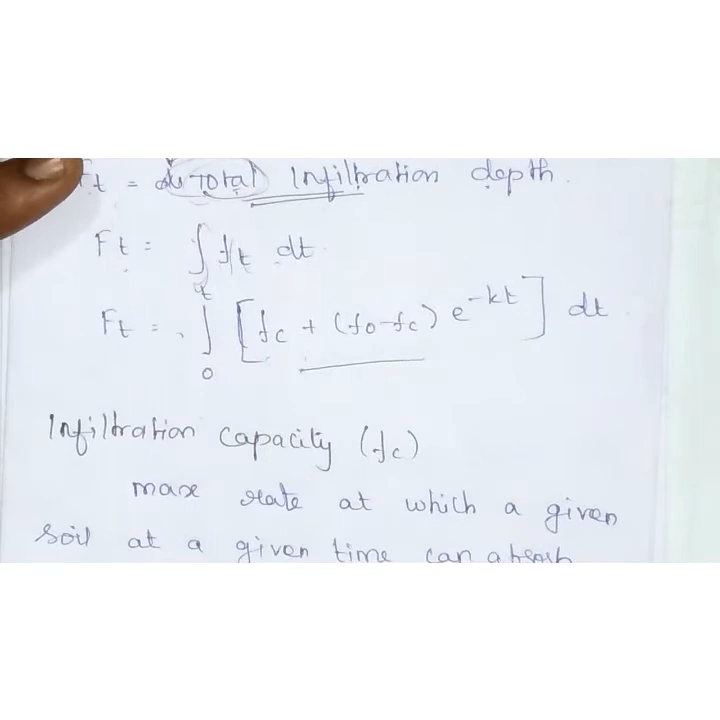 Ft = Total Infiltration depth.
Ft = ∫ ft dt
Ft = ∫₀ᵗ [fc + (fo-fc) e^-kt] dt
Infiltration capacity (fc)
max rate at which a given
soil at a given time can absorb